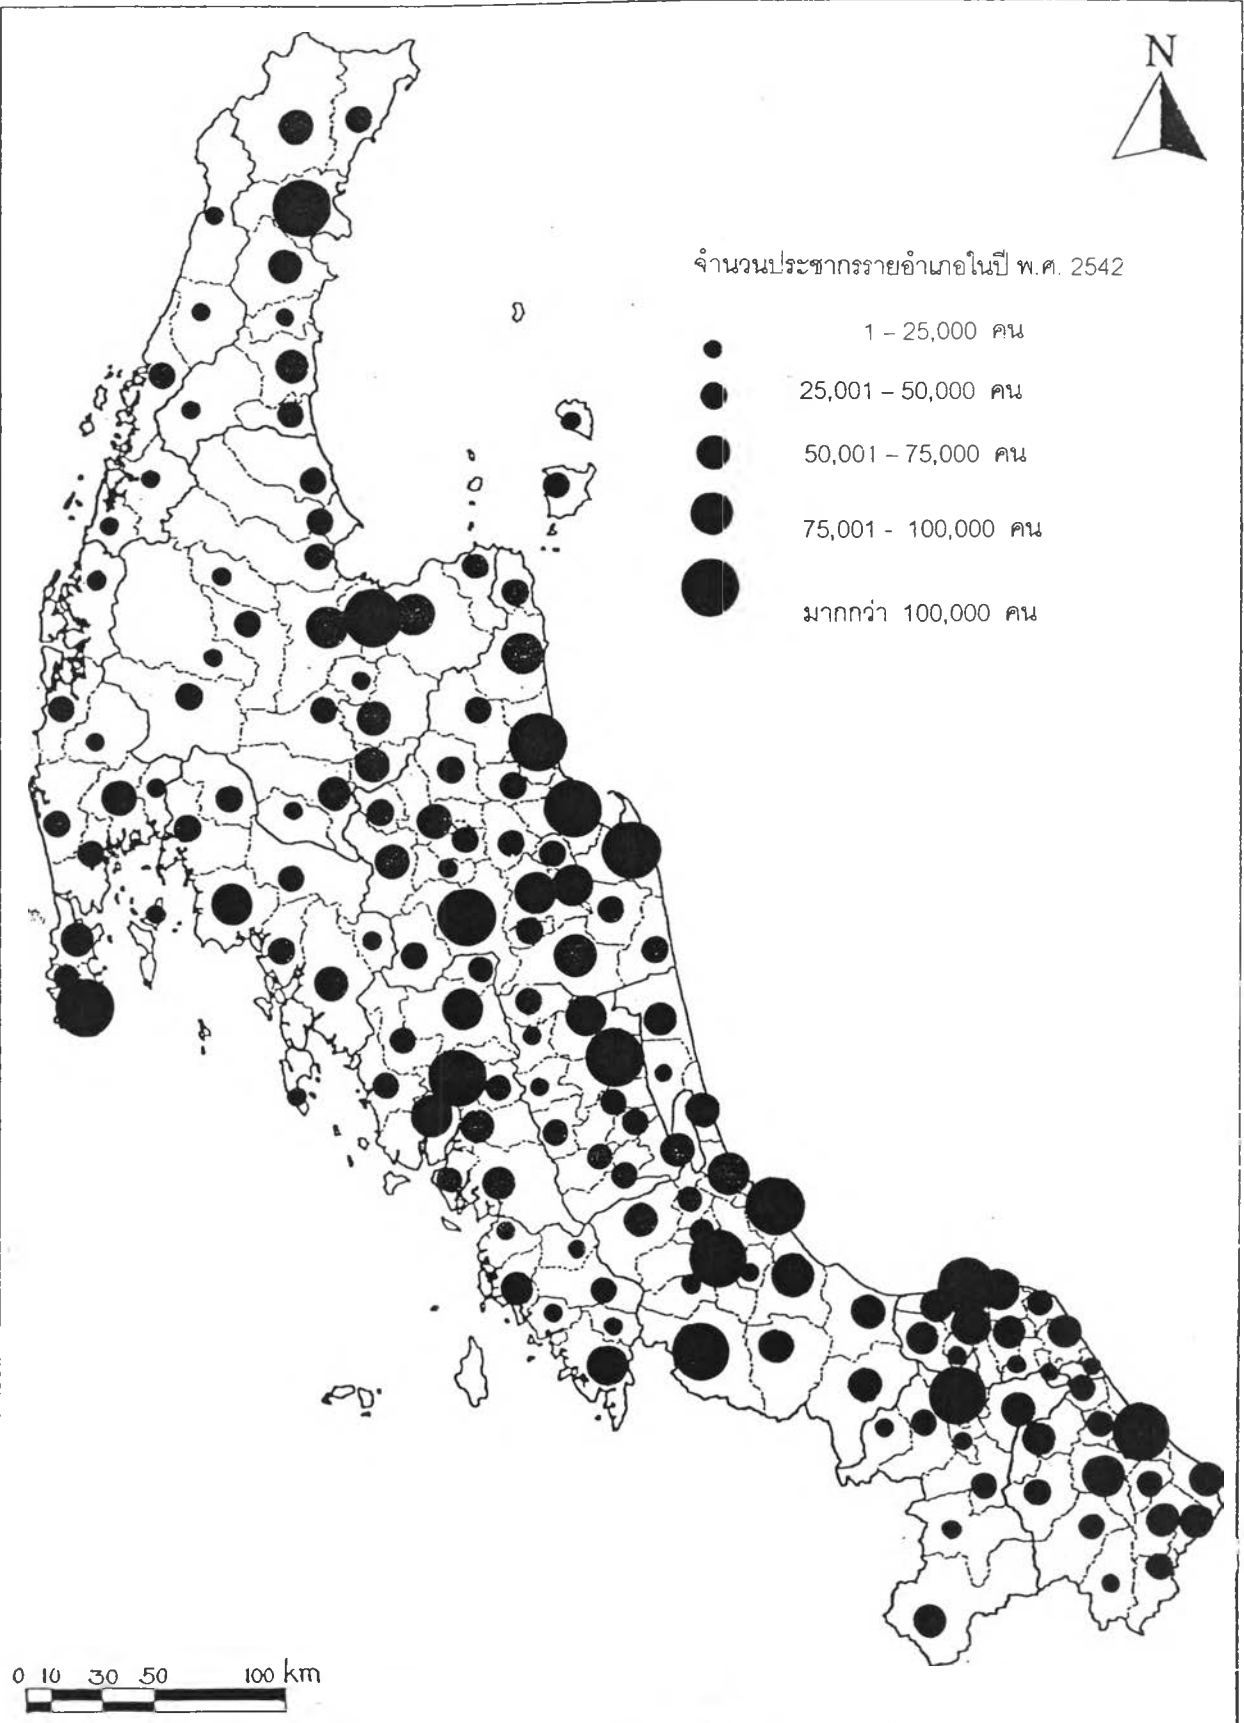 N
จำนวนประชากรรายอำเภอในปี พ.ศ. 2542
1 – 25,000 คน
25,001 – 50,000 คน
50,001 – 75,000 คน
75,001 - 100,000 คน
มากกว่า 100,000 คน
0 10 30 50 100 km